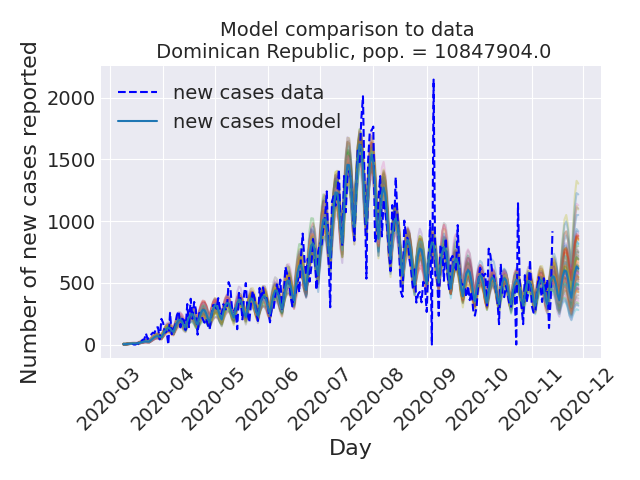 Model comparison to data
Dominican Republic, pop. = 10847904.0
Number of new cases reported
2000
1500
1000
500
0
new cases data
new cases model
2020-03
2020-04
2020-05
2020-06
2020-07
2020-08
2020-09
2020-10
2020-11
2020-12
Day